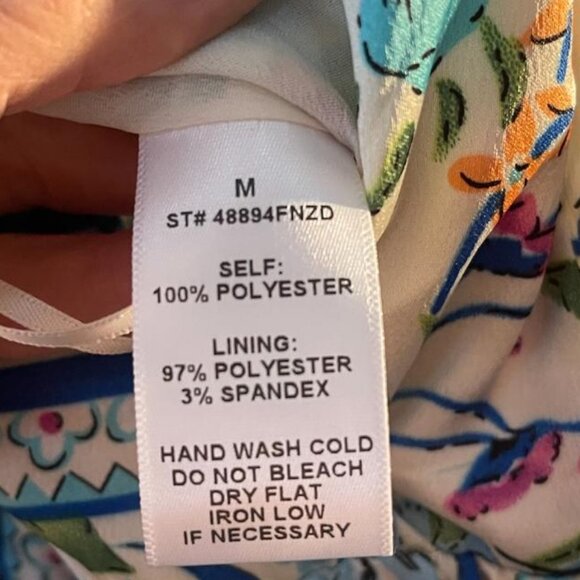 M
ST# 48894FNZD
SELF:
100% POLYESTER
LINING:
97% POLYESTER
3% SPANDEX
HAND WASH COLD
DO NOT BLEACH
DRY FLAT
IRON LOW
IF NECESSARY